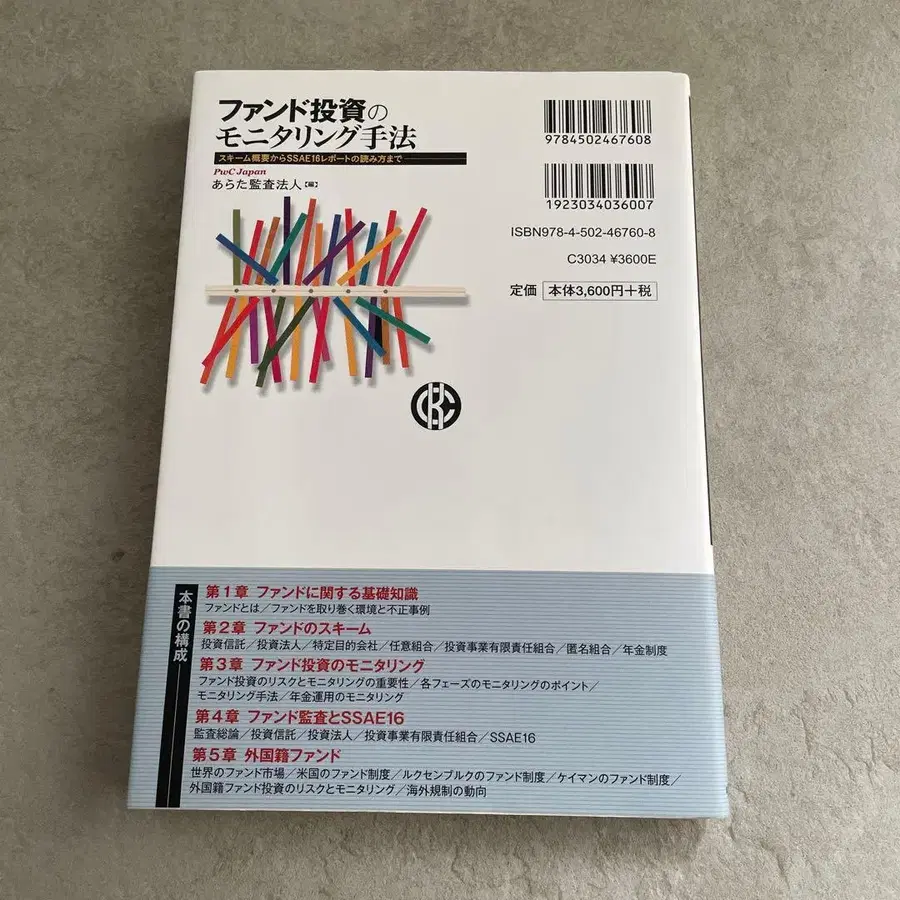 ファンド投資の
モニタリング手法
スキーム概要からSSAE16レポートの読み方まで
PwC Japan
あらた監査法人【編】
9784502467608
1923034036007
ISBN978-4-502-46760-8
C3034 ¥3600E
定価 本体3,600円+税
本書の構成
第1章 ファンドに関する基礎知識
ファンドとは/ファンドを取り巻く環境と不正事例
第2章 ファンドのスキーム
投資信託/投資法人/特定目的会社/任意組合/投資事業有限責任組合/匿名組合/年金制度
第3章 ファンド投資のモニタリング
ファンド投資のリスクとモニタリングの重要性/各フェーズのモニタリングのポイント/
モニタリング手法/年金運用のモニタリング
第4章 ファンド監査とSSAE16
監査総論/投資信託/投資法人/投資事業有限責任組合/SSAE16
第5章 外国籍ファンド
世界のファンド市場/米国のファンド制度/ルクセンブルクのファンド制度/ケイマンのファンド制度/
外国籍ファンド投資のリスクとモニタリング/海外規制の動向